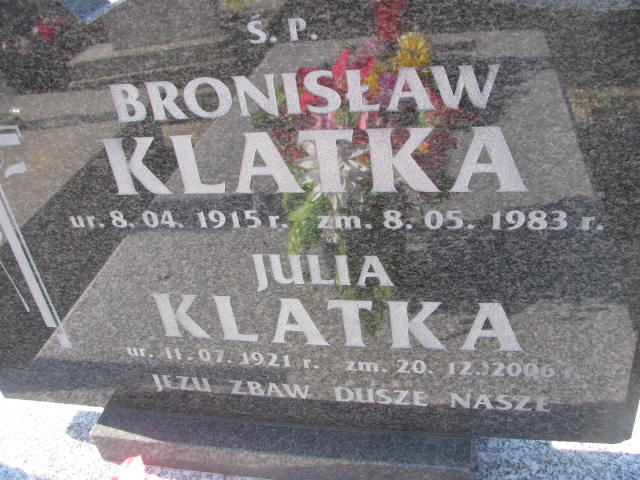 Ś. P.
BRONISŁAW
KLATKA
ur. 8. 04. 1915 r. zm. 8. 05. 1983 r.
JULIA
KLATKA
ur. 11. 07. 1921 r. zm. 20. 12. 2006 r.
JEZU ZBAW DUSZE NASZE